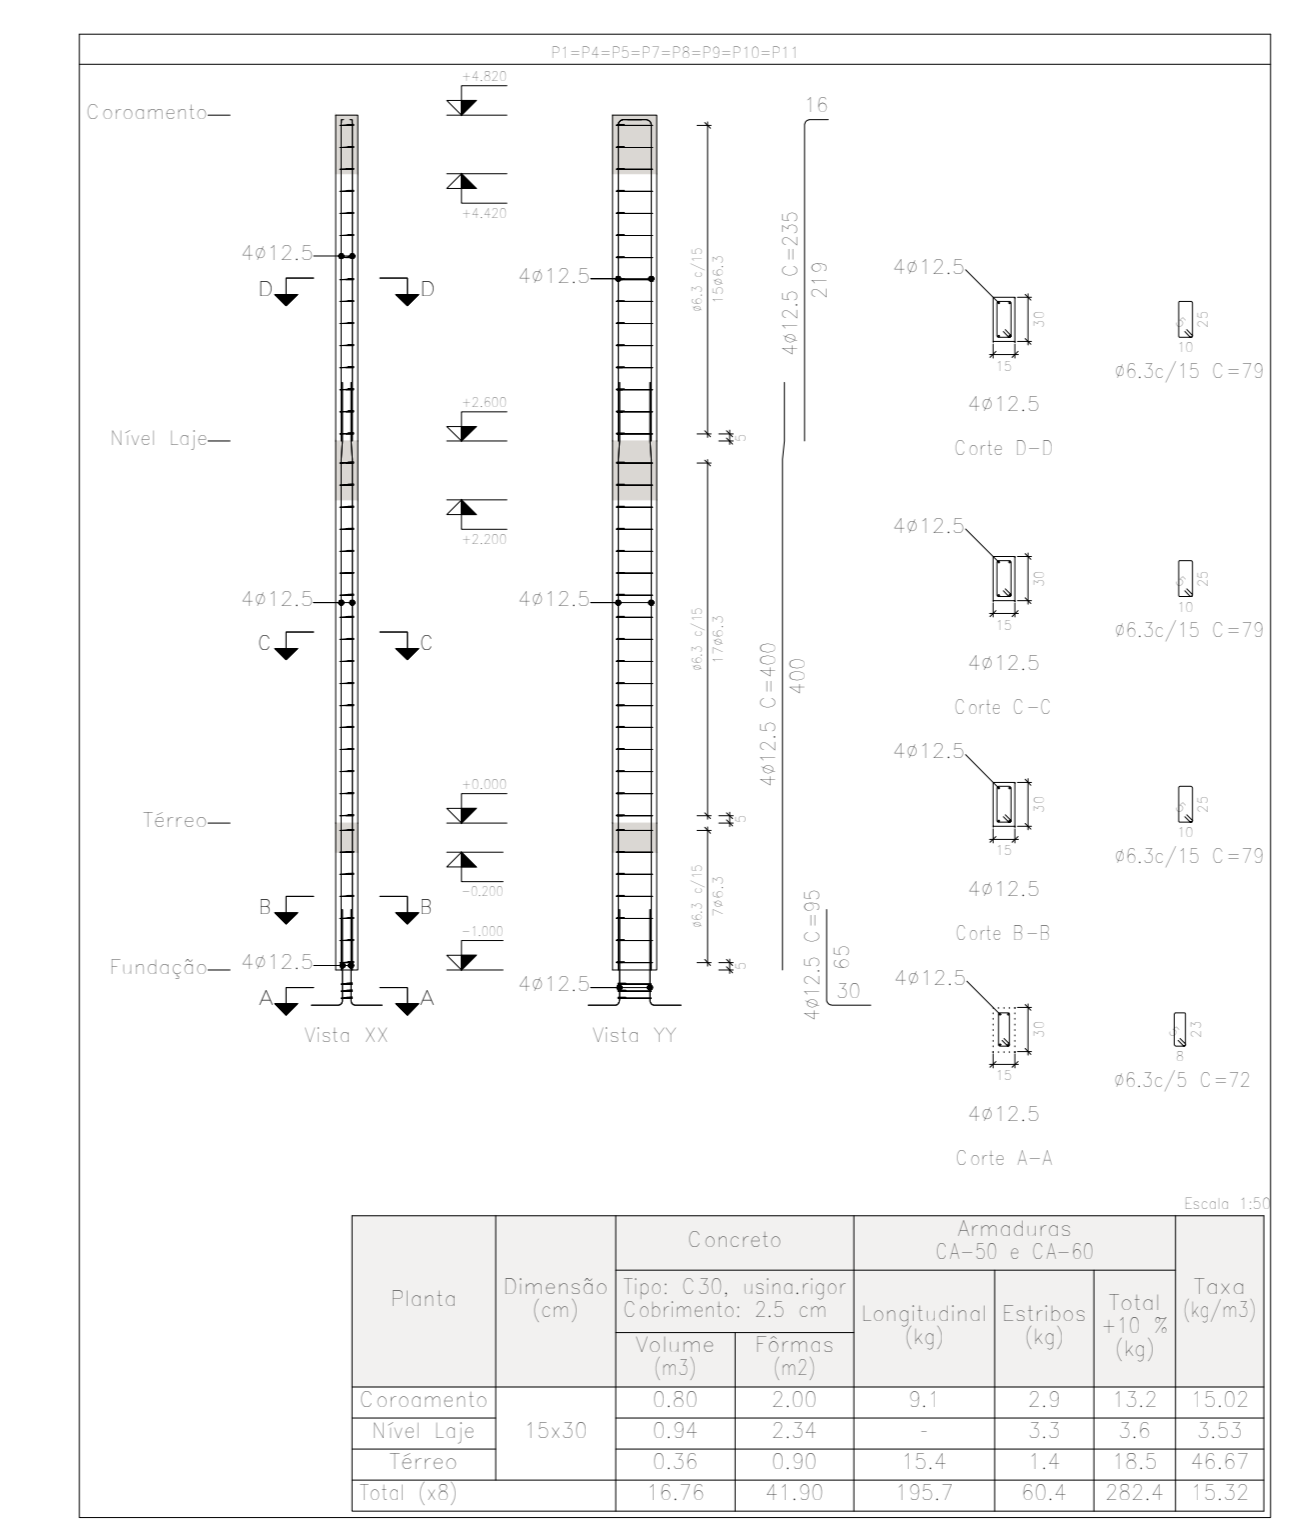 P1=P4=P5=P7=P8=P9=P10=P11
+4.820
Coroamento
16
+4.420
4ø12.5
4ø12.5
D
D
ø6.3 c/15
15ø6.3
4ø12.5 C=235
219
4ø12.5
30
15
4ø12.5
Corte D-D
25
10
ø6.3c/15 C=79
+2.600
Nível Laje
5
+2.200
4ø12.5
4ø12.5
C
C
ø6.3 c/15
17ø6.3
4ø12.5 C=400
400
4ø12.5
30
15
4ø12.5
Corte C-C
25
10
ø6.3c/15 C=79
+0.000
Térreo
5
-0.200
B
B
ø6.3 c/15
7ø6.3
4ø12.5
30
15
4ø12.5
Corte B-B
25
10
ø6.3c/15 C=79
-1.000
Fundação
4ø12.5
5
4ø12.5
A
A
4ø12.5 C=95
65
30
Vista XX
Vista YY
4ø12.5
30
15
4ø12.5
Corte A-A
23
8
ø6.3c/5 C=72
Escala 1:50
Planta
Dimensão
(cm)
Concreto
Tipo: C30, usina.rigor
Cobrimento: 2.5 cm
Volume
(m3)
Fôrmas
(m2)
Armaduras
CA-50 e CA-60
Longitudinal
(kg)
Estribos
(kg)
Total
+10 %
(kg)
Taxa
(kg/m3)
Coroamento 15x30 0.80 2.00 9.1 2.9 13.2 15.02
Nível Laje 0.94 2.34 - 3.3 3.6 3.53
Térreo 0.36 0.90 15.4 1.4 18.5 46.67
Total (x8) 16.76 41.90 195.7 60.4 282.4 15.32